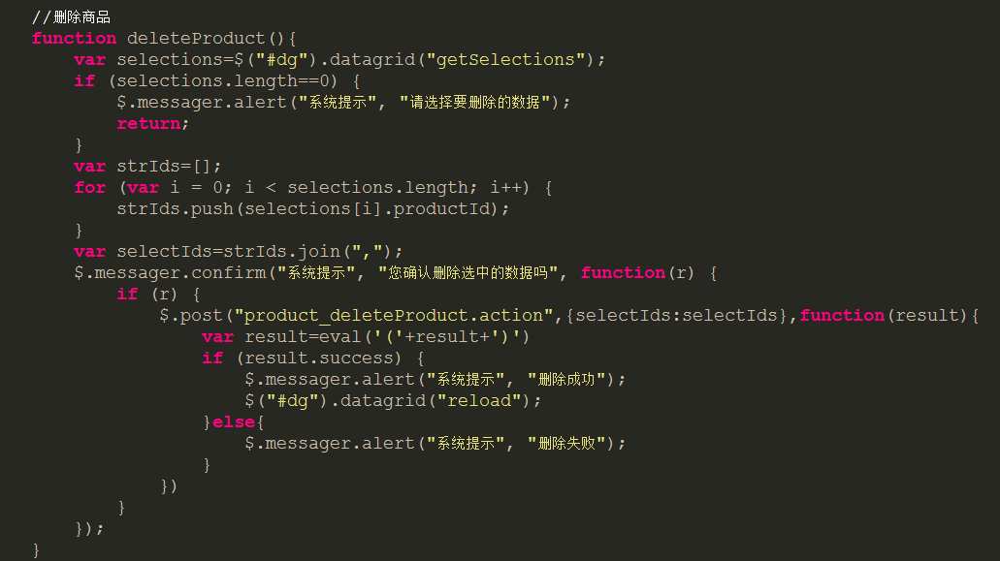 //删除商品
function deleteProduct(){
var selections=$("#dg").datagrid("getSelections");
if (selections.length==0) {
$.messager.alert("系统提示", "请选择要删除的数据");
return;
}
var strIds=[];
for (var i = 0; i < selections.length; i++) {
strIds.push(selections[i].productId);
}
var selectIds=strIds.join(",");
$.messager.confirm("系统提示", "您确认删除选中的数据吗", function(r) {
if (r) {
$.post("product_deleteProduct.action",{selectIds:selectIds},function(result){
var result=eval('('+result+')')
if (result.success) {
$.messager.alert("系统提示", "删除成功");
$("#dg").datagrid("reload");
}else{
$.messager.alert("系统提示", "删除失败");
}
})
}
});
}